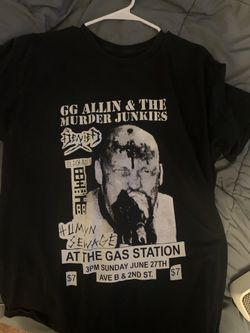 GG ALLIN & THE
MURDER JUNKIES
HUMAN
SEWAGE
AT THE GAS STATION
3PM SUNDAY JUNE 27TH
$7 AVE B & 2ND ST. $7